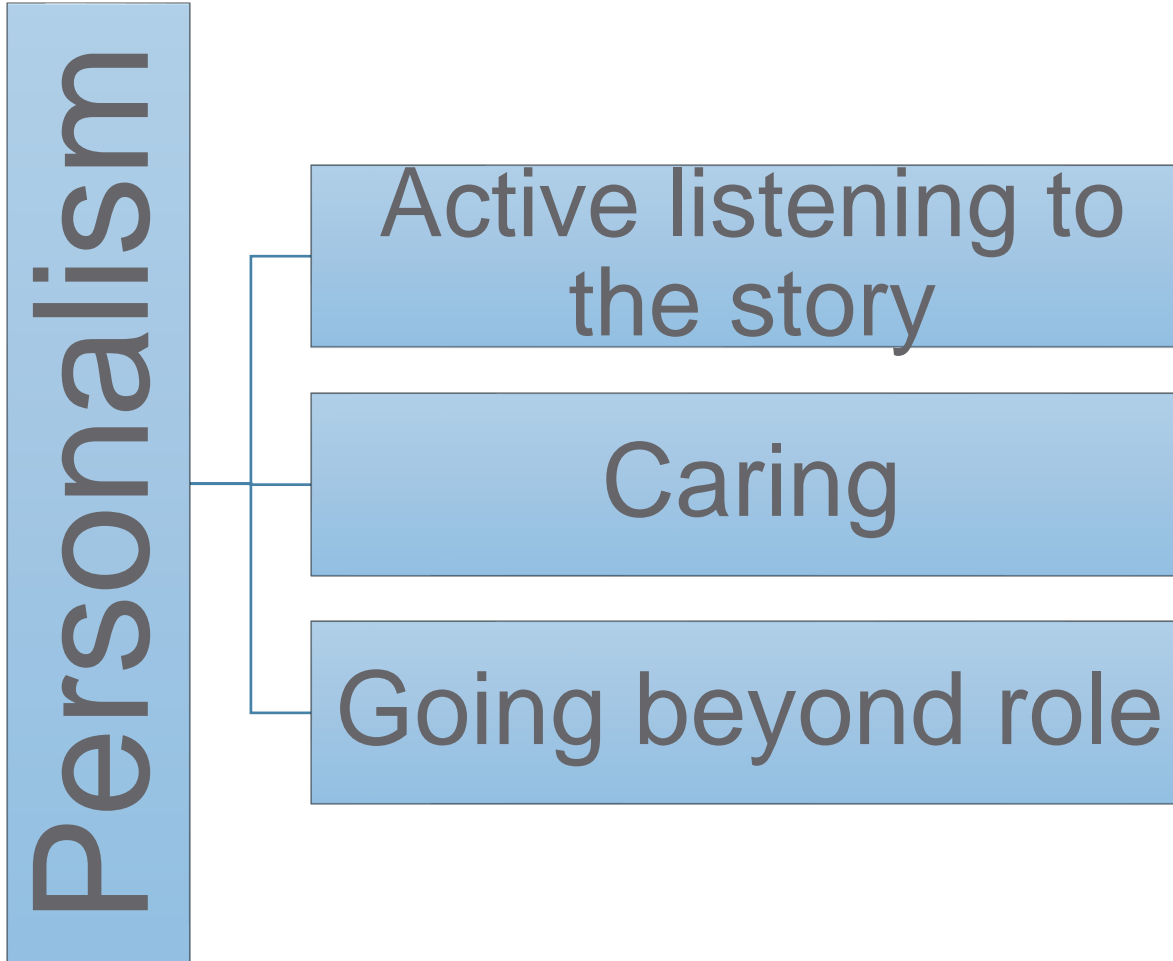 Personalism
Active listening to
the story
Caring
Going beyond role